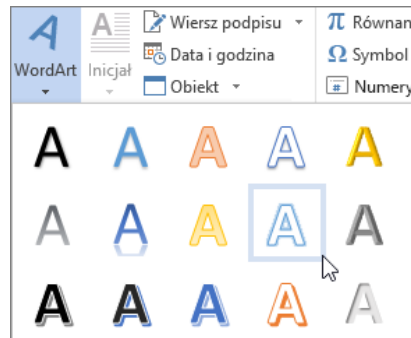 WordArt
Inicjał
Wiersz podpisu
Data i godzina
Obiekt
π Równan
Ω Symbol
# Numery
A A A A A
A A A A A
A A A A A